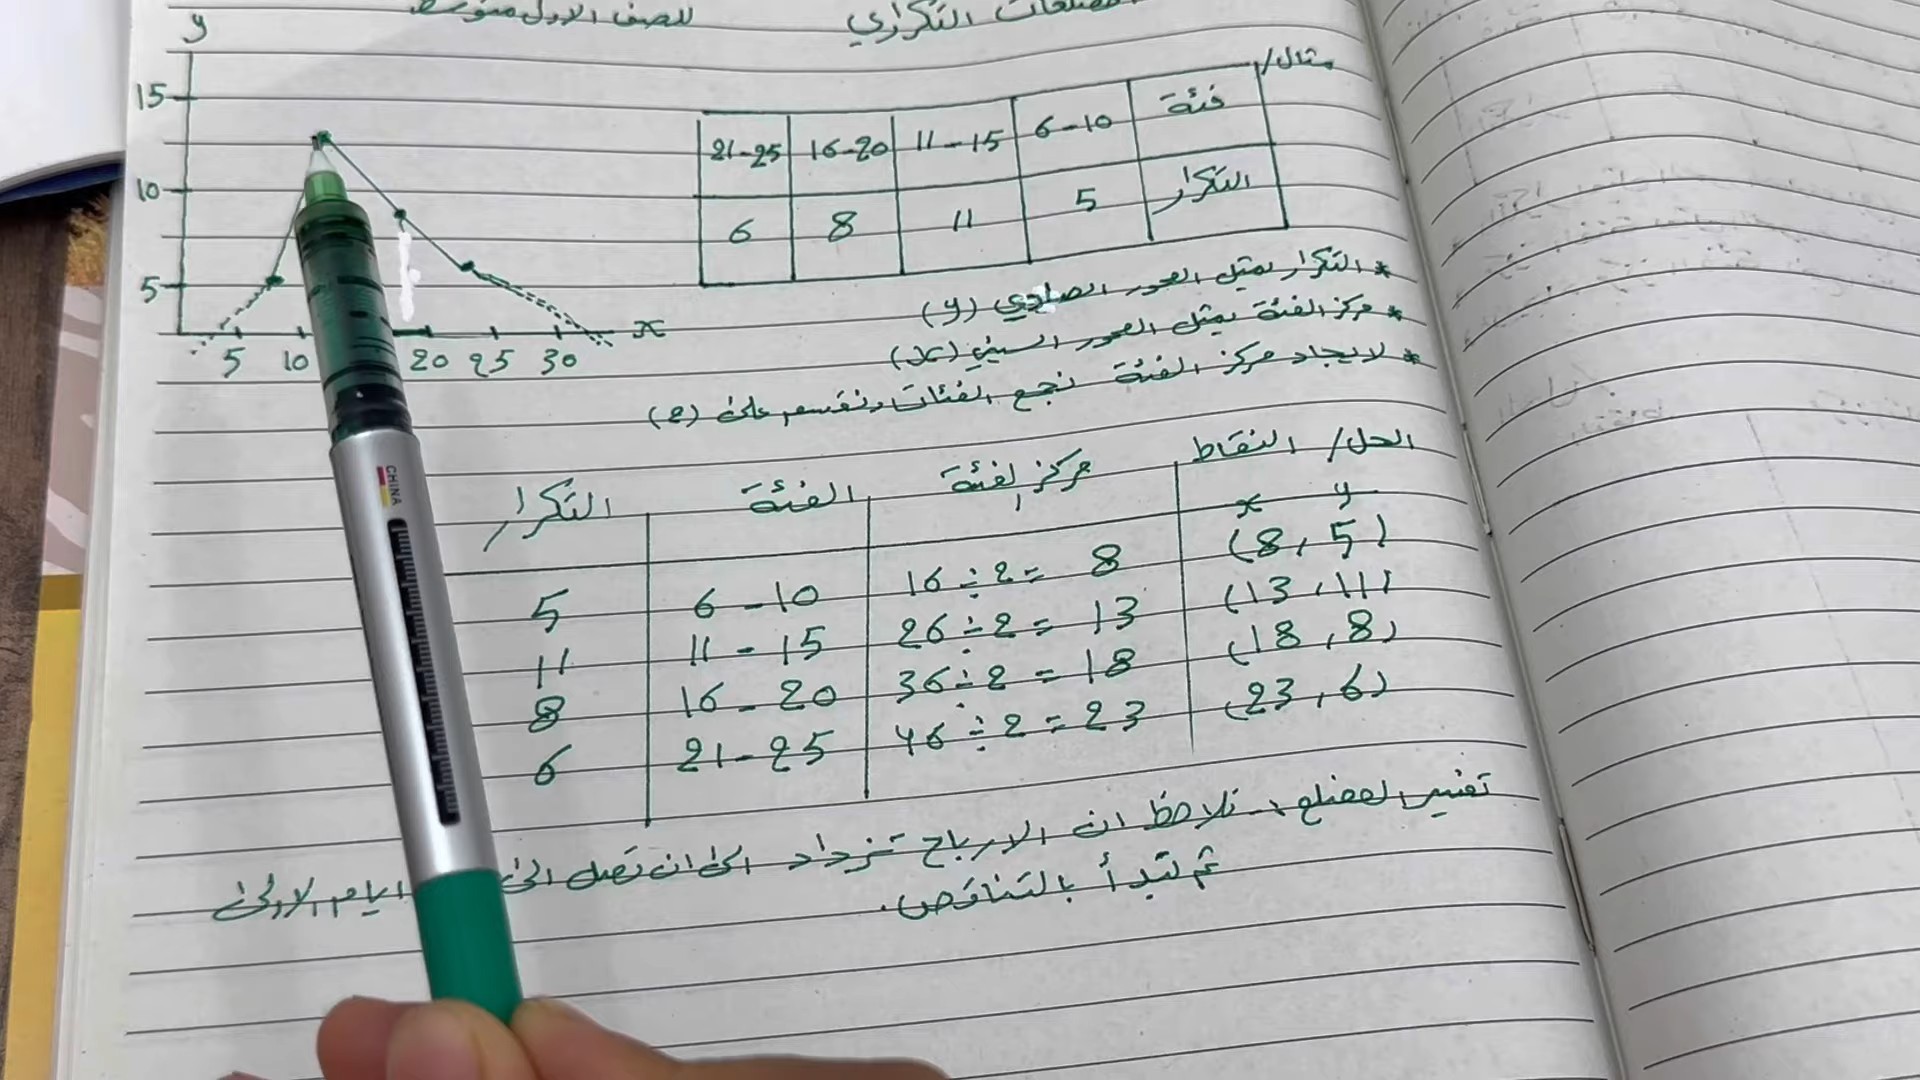 المضلعات التكراري للصف الاول متوسط
مثال/
فئة 6-10 11-15 16-20 21-25
التكرار 5 11 8 6
y
15
10
5
5 10 20 25 30 x
* التكرار يمثل المحور الصادي (y)
* مركز الفئة يمثل المحور السيني (x)
* لايجاد مركز الفئة نجمع الفئات ونقسم على (2)
الحل/ النقاط مركز الفئة الفئة التكرار
x y
(8, 5) 16÷2= 8 6-10 5
(13, 11) 26÷2= 13 11-15 11
(18, 8) 36÷2=18 16-20 8
(23, 6) 46÷2=23 21-25 6
تفسير المضلع: نلاحظ ان الارباح تزداد الى ان تصل الى ايام الاولى
ثم تبدأ بالتناقص.
CHINA